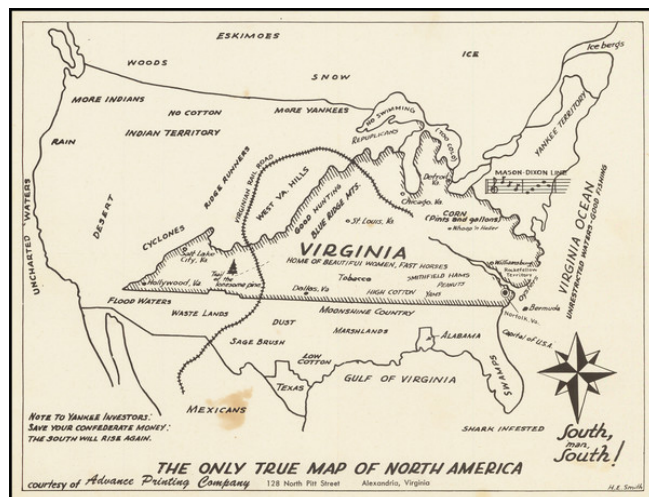 ESKIMOES
Ice bergs
WOODS
ICE
SNOW
MORE INDIANS
NO COTTON
MORE YANKEES
NO SWIMMING
(TOO COLD)
REPUBLICANS
YANKEE TERRITORY
INDIAN TERRITORY
RAIN
RIDGE RUNNERS
VIRGINIAN RAIL ROAD
WEST VA. HILLS
GOOD HUNTING
BLUE RIDGE MTS.
Detroit, Va.
MASON-DIXON LINE
Chicago, Va.
DESERT
CORN
(Pints and gallons)
St. Louis, Va.
Whoop 'n Holler
UNCHARTED WATERS
CYCLONES
Salt Lake
City, Va
VIRGINIA
HOME OF BEAUTIFUL WOMEN, FAST HORSES
Williamsburg
Rockefeller
Territory
VIRGINIA OCEAN
UNRESTRICTED WATERS-GOOD FISHING
Trail
of the
lonesome pine
Tobacco
SMITHFIELD HAMS
PEANUTS
Oysters
Hollywood, Va
Dallas, Va.
HIGH COTTON
YAMS
FLOOD WATERS
Bermuda
Norfolk, Va.
Capital of U.S.A.
WASTE LANDS
MOONSHINE COUNTRY
DUST
MARSHLANDS
ALABAMA
SAGE BRUSH
LOW
COTTON
TEXAS
GULF OF VIRGINIA
SWAMPS
MEXICANS
NOTE TO YANKEE INVESTORS:
SAVE YOUR CONFEDERATE MONEY:
THE SOUTH WILL RISE AGAIN.
SHARK INFESTED
South,
man,
South!
THE ONLY TRUE MAP OF NORTH AMERICA
courtesy of Advance Printing Company 128 North Pitt Street Alexandria, Virginia
H.E. Smith